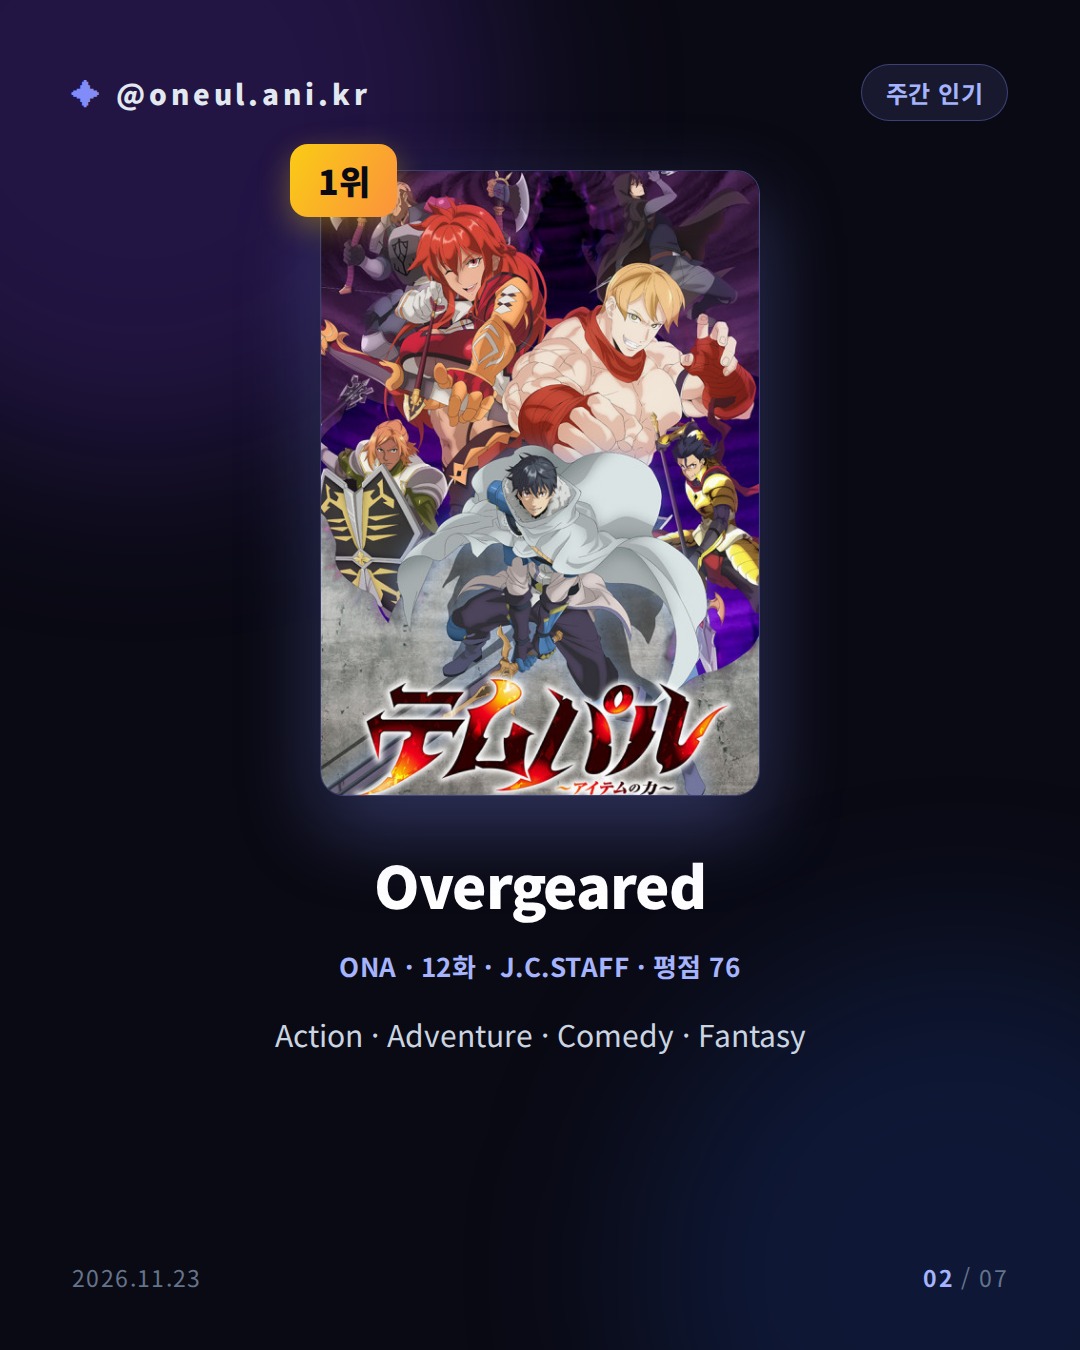 @oneul.ani.kr
주간 인기
1위
テムパル
～アイテムの力～
Overgeared
ONA · 12화 · J.C.STAFF · 평점 76
Action · Adventure · Comedy · Fantasy
2026.11.23
02 / 07